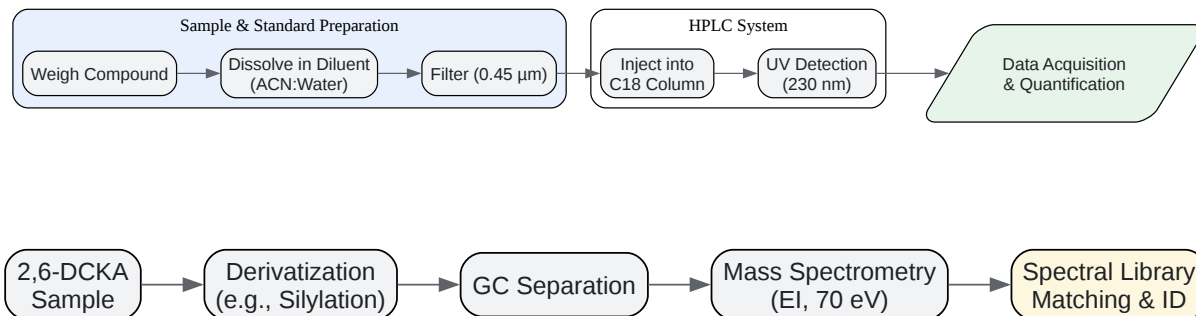 Sample & Standard Preparation
HPLC System
Weigh Compound
Dissolve in Diluent
(ACN:Water)
Filter (0.45 µm)
Inject into
C18 Column
UV Detection
(230 nm)
Data Acquisition
& Quantification
2,6-DCKA
Sample
Derivatization
(e.g., Silylation)
GC Separation
Mass Spectrometry
(EI, 70 eV)
Spectral Library
Matching & ID